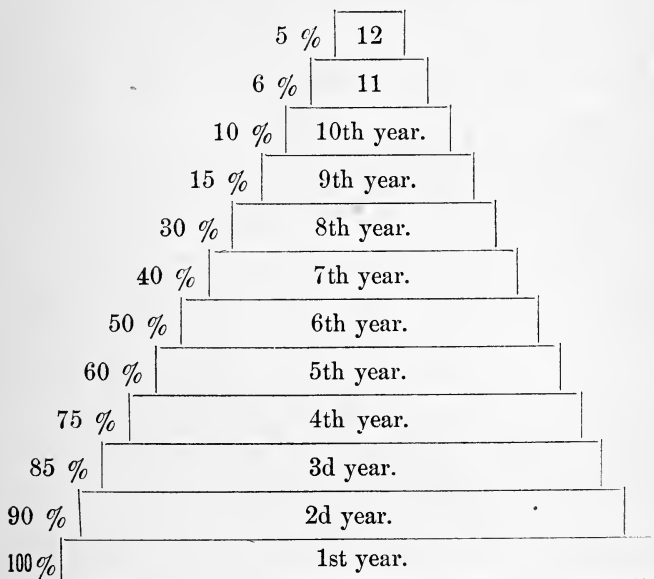 5 % 12
6 % 11
10 % 10th year.
15 % 9th year.
30 % 8th year.
40 % 7th year.
50 % 6th year.
60 % 5th year.
75 % 4th year.
85 % 3d year.
90 % 2d year.
100% 1st year.